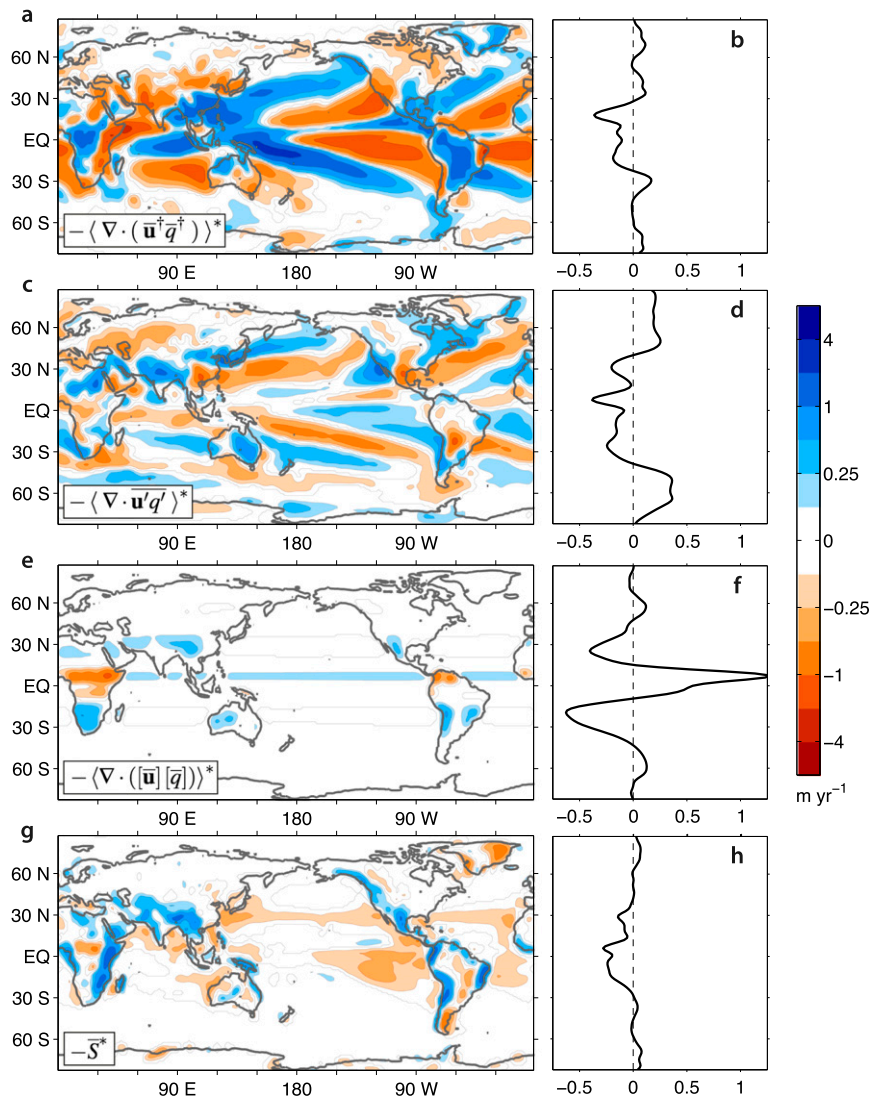 a
60 N
30 N
EQ
30 S
60 S
−⟨ ∇·( ū† q̄† ) ⟩*
90 E 180 90 W
b
−0.5 0 0.5 1
c
60 N
30 N
EQ
30 S
60 S
−⟨ ∇· \overline{u′q′} ⟩*
90 E 180 90 W
d
−0.5 0 0.5 1
e
60 N
30 N
EQ
30 S
60 S
−⟨∇·([ū] [q̄])⟩*
90 E 180 90 W
f
−0.5 0 0.5 1
g
60 N
30 N
EQ
30 S
60 S
−S̄*
90 E 180 90 W
h
−0.5 0 0.5 1
4
1
0.25
0
−0.25
−1
−4
m yr⁻¹